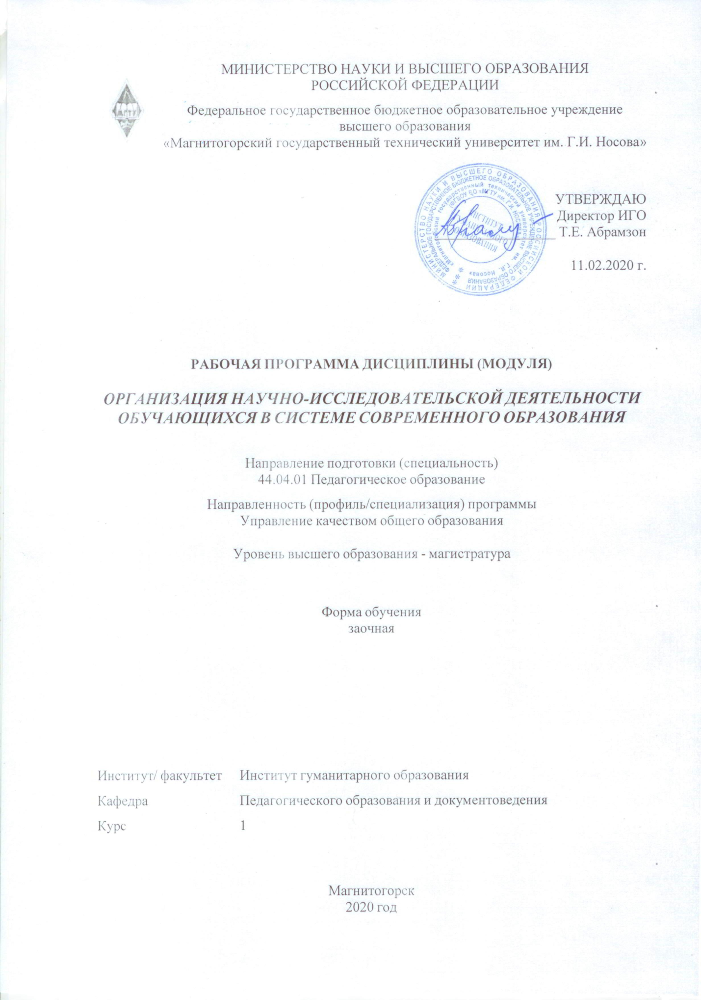 МИНИСТЕРСТВО НАУКИ И ВЫСШЕГО ОБРАЗОВАНИЯ
РОССИЙСКОЙ ФЕДЕРАЦИИ
МГТУ
Федеральное государственное бюджетное образовательное учреждение
высшего образования
«Магнитогорский государственный технический университет им. Г.И. Носова»
УТВЕРЖДАЮ
Директор ИГО
Т.Е. Абрамзон
11.02.2020 г.
МИНИСТЕРСТВО НАУКИ И ВЫСШЕГО ОБРАЗОВАНИЯ РОССИЙСКОЙ ФЕДЕРАЦИИ
ФЕДЕРАЛЬНОЕ ГОСУДАРСТВЕННОЕ БЮДЖЕТНОЕ ОБРАЗОВАТЕЛЬНОЕ УЧРЕЖДЕНИЕ ВЫСШЕГО ОБРАЗОВАНИЯ
«Магнитогорский государственный технический университет им. Г.И. Носова»
(ФГБОУ ВО «МГТУ им. Г.И. НОСОВА»)
ИНСТИТУТ
ГУМАНИТАРНОГО
ОБРАЗОВАНИЯ
РАБОЧАЯ ПРОГРАММА ДИСЦИПЛИНЫ (МОДУЛЯ)
ОРГАНИЗАЦИЯ НАУЧНО-ИССЛЕДОВАТЕЛЬСКОЙ ДЕЯТЕЛЬНОСТИ
ОБУЧАЮЩИХСЯ В СИСТЕМЕ СОВРЕМЕННОГО ОБРАЗОВАНИЯ
Направление подготовки (специальность)
44.04.01 Педагогическое образование
Направленность (профиль/специализация) программы
Управление качеством общего образования
Уровень высшего образования - магистратура
Форма обучения
заочная
Институт/ факультет Институт гуманитарного образования
Кафедра Педагогического образования и документоведения
Курс 1
Магнитогорск
2020 год